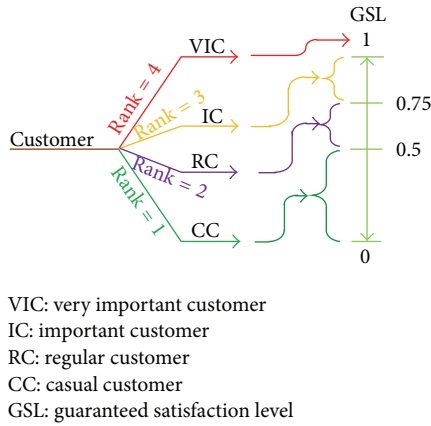 GSL
VIC
1
Rank = 4
Rank = 3
IC
0.75
Customer
0.5
Rank = 2
RC
Rank = 1
CC
0
VIC: very important customer
IC: important customer
RC: regular customer
CC: casual customer
GSL: guaranteed satisfaction level